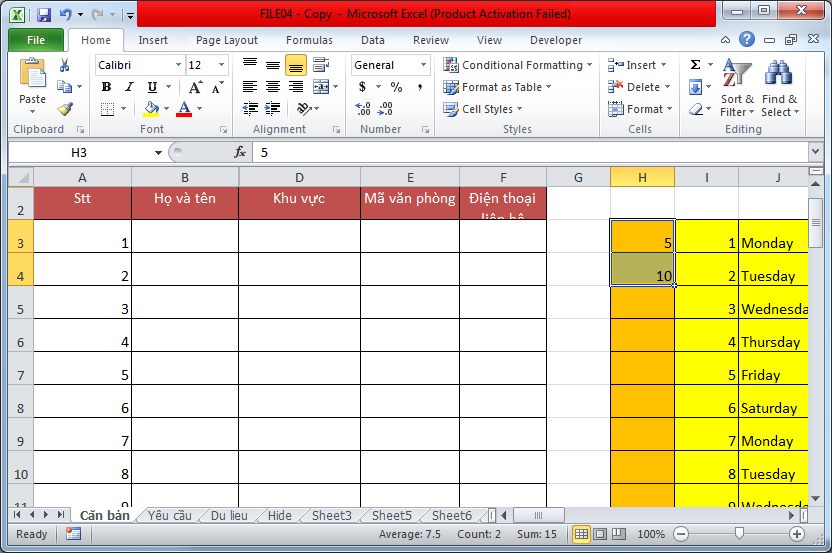 FILE04 - Copy - Microsoft Excel (Product Activation Failed)
File Home Insert Page Layout Formulas Data Review View Developer
Paste
Clipboard
Calibri 12
B I U A A
Font
Alignment
General
$ % ,
Number
Conditional Formatting
Format as Table
Cell Styles
Styles
Insert
Delete
Format
Cells
Σ
Sort & Filter
Find & Select
Editing
H3 fx 5
A B D E F G H I J
2 Stt Họ và tên Khu vực Mã văn phòng Điện thoại
liên hệ
3 1 5 1 Monday
4 2 10 2 Tuesday
5 3 3 Wednesda
6 4 4 Thursday
7 5 5 Friday
8 6 6 Saturday
9 7 7 Monday
10 8 8 Tuesday
11 9 9 Wednesda
Căn bản Yêu cầu Du lieu Hide Sheet3 Sheet5 Sheet6
Ready Average: 7.5 Count: 2 Sum: 15 100%